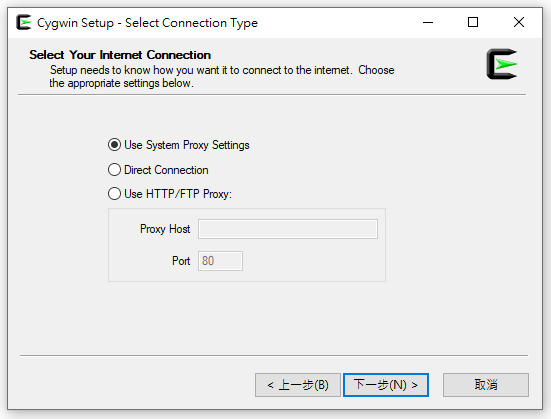 Cygwin Setup - Select Connection Type
Select Your Internet Connection
Setup needs to know how you want it to connect to the internet. Choose
the appropriate settings below.
Use System Proxy Settings
Direct Connection
Use HTTP/FTP Proxy:
Proxy Host
Port 80
< 上一步(B) 下一步(N) > 取消